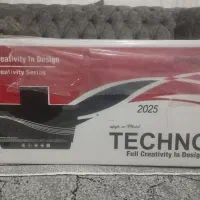 Creativity In Design
Creativity Series
2025
TECHNO
Full Creativity In Design